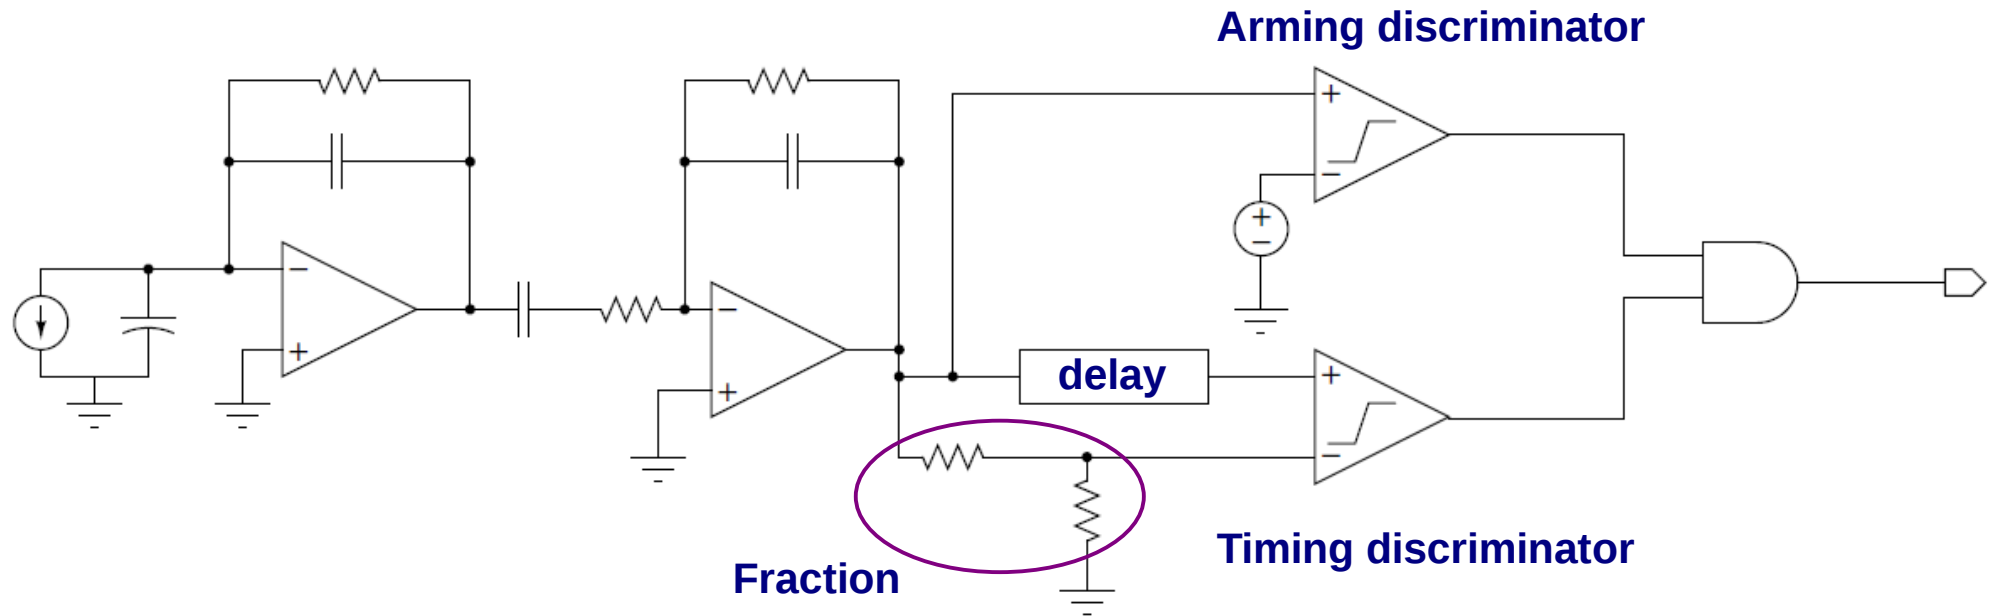 Arming discriminator
delay
Timing discriminator
Fraction